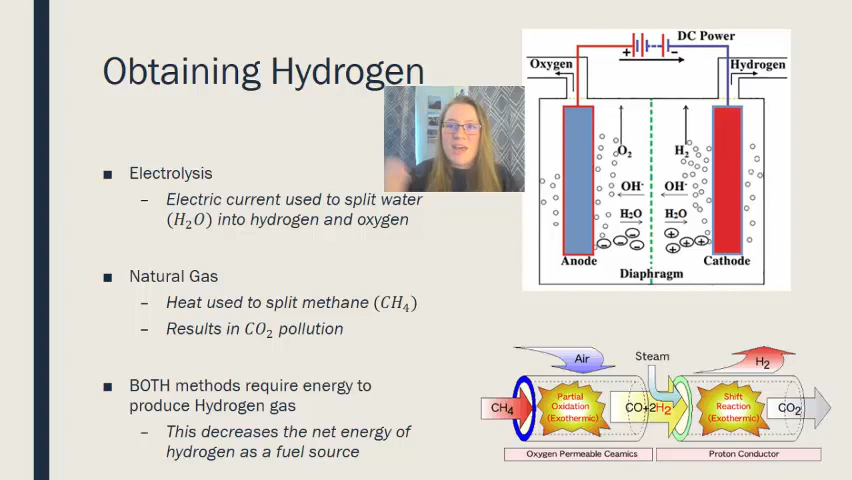 Obtaining Hydrogen
■ Electrolysis
– Electric current used to split water
(H₂O) into hydrogen and oxygen
■ Natural Gas
– Heat used to split methane (CH₄)
– Results in CO₂ pollution
■ BOTH methods require energy to
produce Hydrogen gas
– This decreases the net energy of
hydrogen as a fuel source
DC Power
+ -
Oxygen Hydrogen
O₂ H₂
OH⁻ OH⁻
H₂O H₂O
Anode Cathode
Diaphragm
Air Steam H₂
CH₄ Partial
Oxidation
(Exothermic) CO+2H₂ Shift
Reaction
(Exothermic) CO₂
Oxygen Permeable Ceamics Proton Conductor